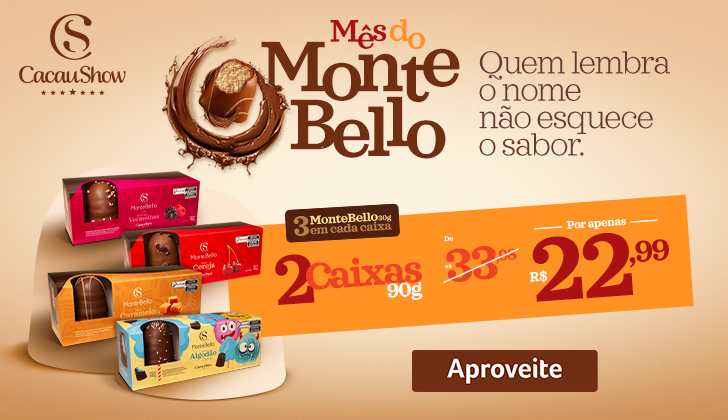 CacauShow
Mês do
Monte
Bello
Quem lembra
o nome
não esquece
o sabor.
MonteBello
Vermelhas
MonteBello
Cereja
MonteBello
Caramelo
MonteBello
Algodão
CacauShow
3 MonteBello 30g
em cada caixa
2 Caixas
90g
De
R$ 33,98
Por apenas
R$ 22,99
Aproveite